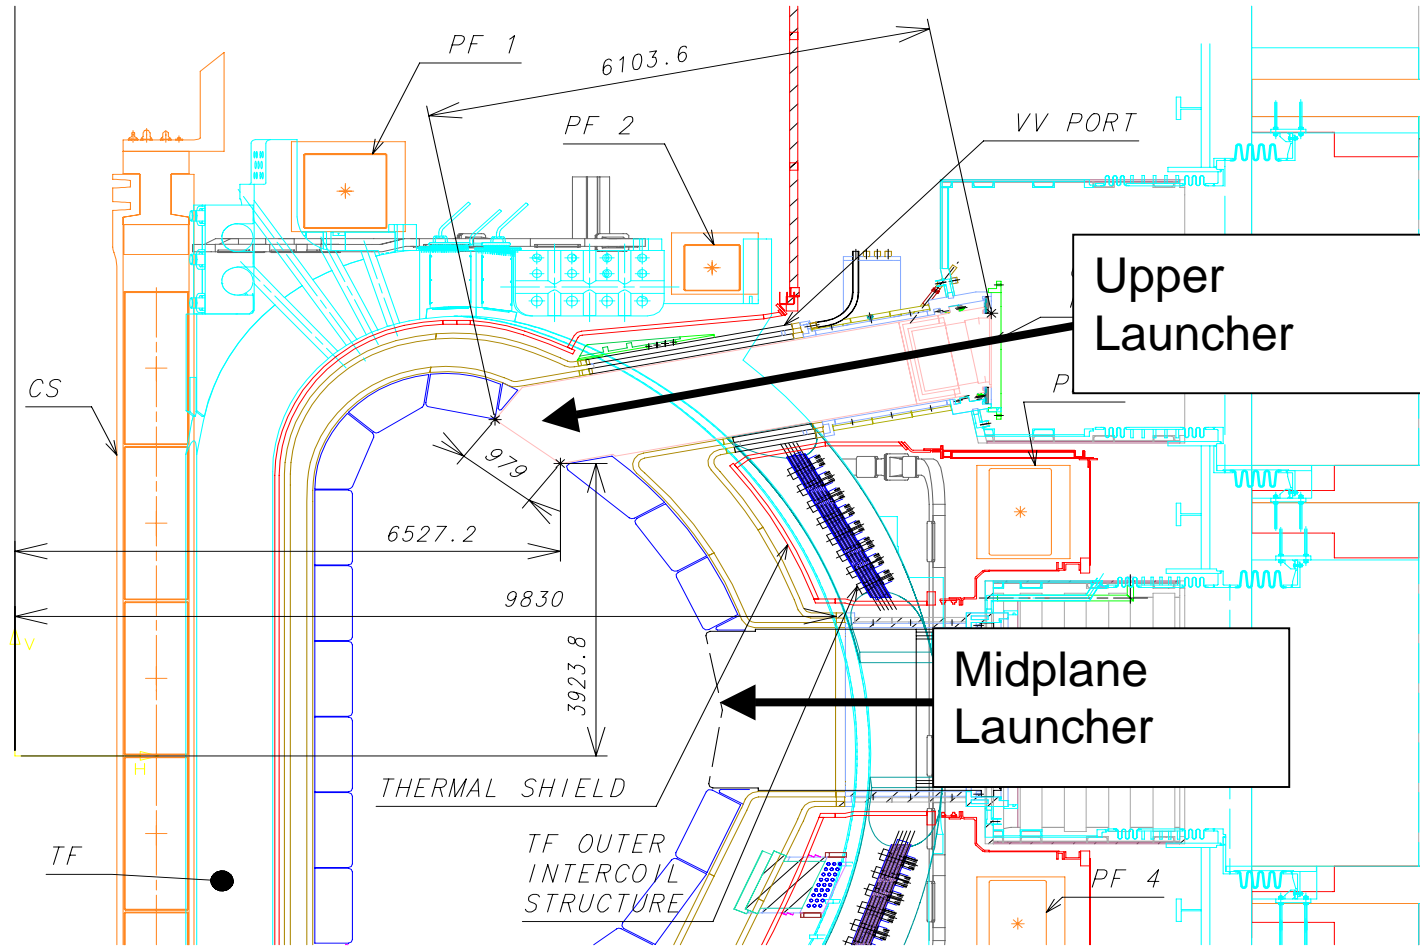 PF 1
6103.6
PF 2
VV PORT
Upper
Launcher
CS
P
979
6527.2
9830
3923.8
V
H
Midplane
Launcher
THERMAL SHIELD
TF OUTER
INTERCOIL
STRUCTURE
TF
PF 4